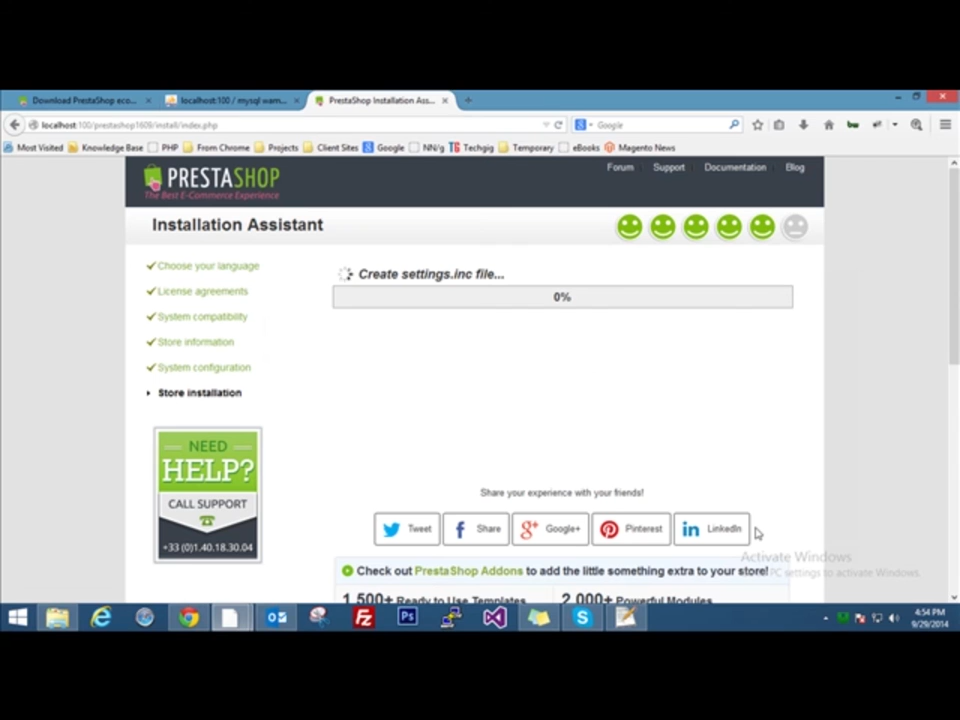 Download PrestaShop eco...
localhost:100 / mysql wam...
PrestaShop Installation Ass...
localhost:100/prestashop1609/install/index.php
Google
Most Visited
Knowledge Base
PHP
From Chrome
Projects
Client Sites
Google
NN/g
Techgig
Temporary
eBooks
Magento News
PRESTASHOP
The Best E-Commerce Experience
Forum
Support
Documentation
Blog
Installation Assistant
Choose your language
License agreements
System compatibility
Store information
System configuration
Store installation
Create settings.inc file...
0%
NEED
HELP?
CALL SUPPORT
+33 (0)1.40.18.30.04
Share your experience with your friends!
Tweet
Share
Google+
Pinterest
LinkedIn
Activate Windows
PC settings to activate Windows.
Check out PrestaShop Addons to add the little something extra to your store!
1,500+ Ready to Use Templates
2,000+ Powerful Modules
4:54 PM
9/29/2014